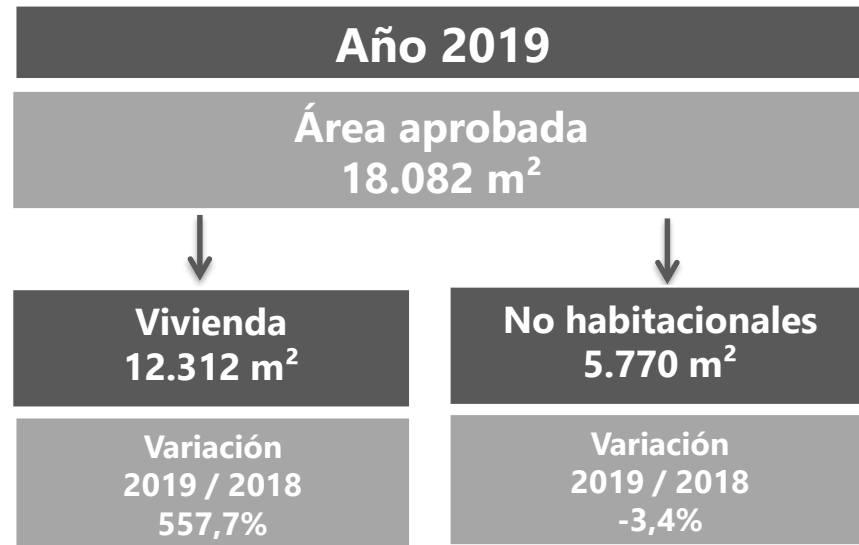 Año 2019
Área aprobada
18.082 m²
Vivienda
12.312 m²
No habitacionales
5.770 m²
Variación
2019 / 2018
557,7%
Variación
2019 / 2018
-3,4%